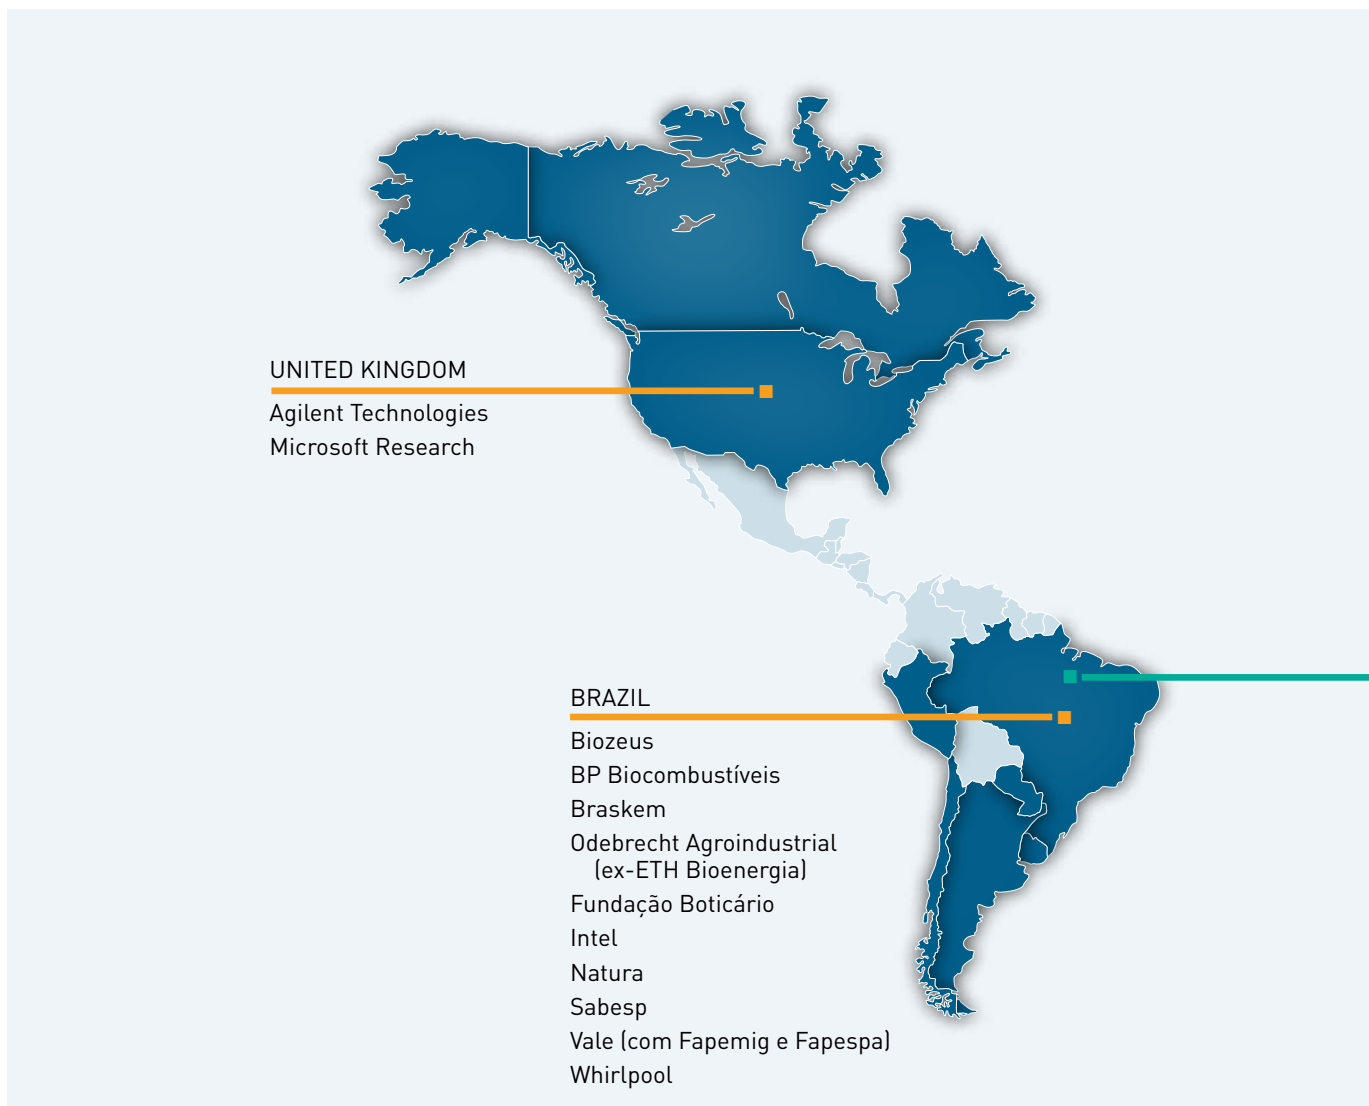 UNITED KINGDOM
Agilent Technologies
Microsoft Research
BRAZIL
Biozeus
BP Biocombustíveis
Braskem
Odebrecht Agroindustrial
(ex-ETH Bioenergia)
Fundação Boticário
Intel
Natura
Sabesp
Vale (com Fapemig e Fapespa)
Whirlpool